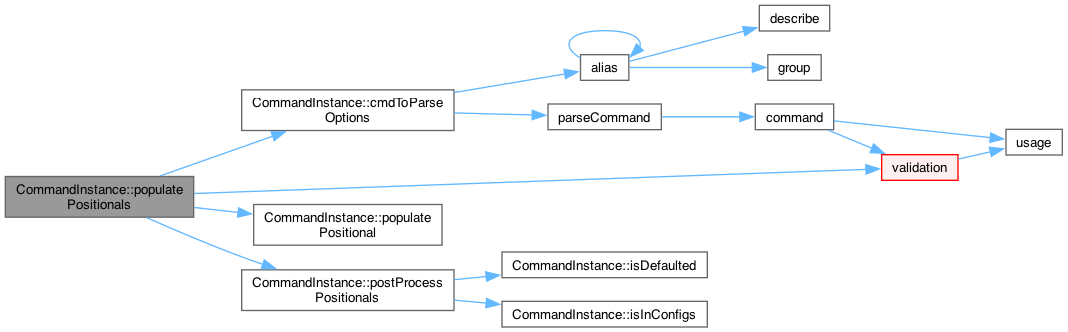 describe
alias
group
CommandInstance::cmdToParse
Options
parseCommand
command
usage
validation
CommandInstance::populate
Positionals
CommandInstance::populate
Positional
CommandInstance::postProcess
Positionals
CommandInstance::isDefaulted
CommandInstance::isInConfigs